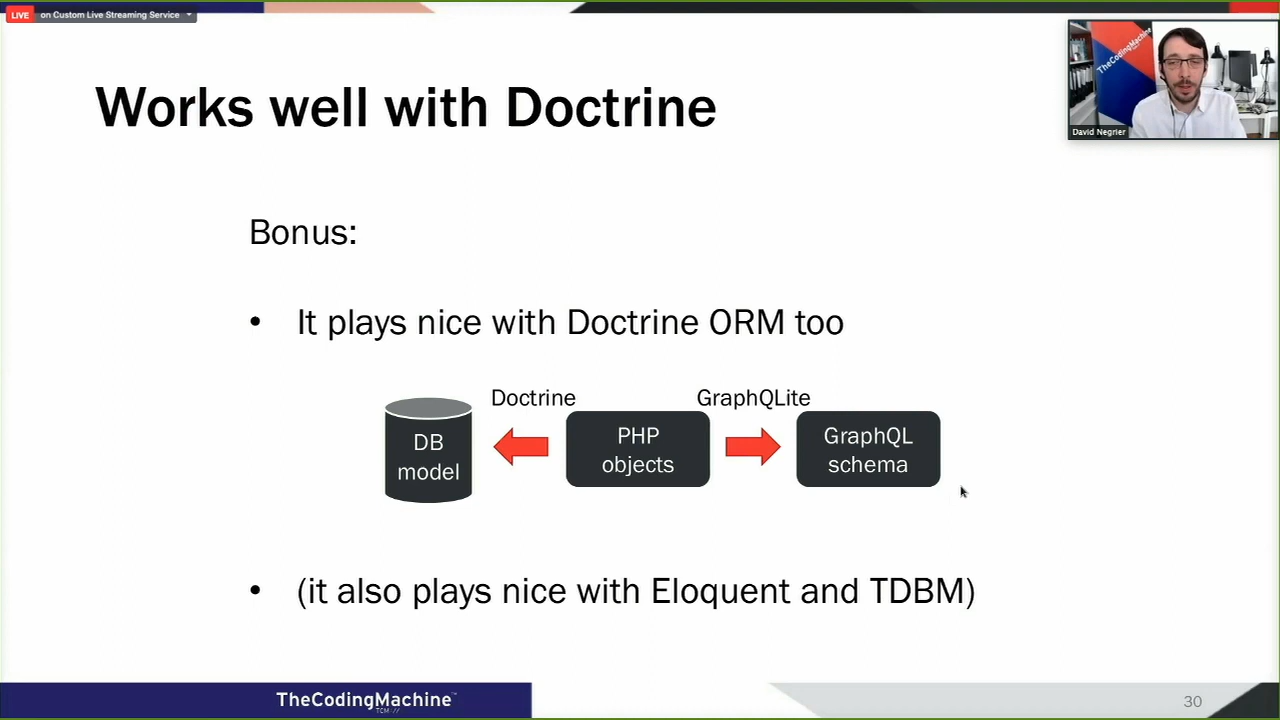 LIVE on Custom Live Streaming Service
TheCodingMachine
David Negrier
Works well with Doctrine
Bonus:
• It plays nice with Doctrine ORM too
Doctrine
GraphQLite
DB
model
PHP
objects
GraphQL
schema
• (it also plays nice with Eloquent and TDBM)
TheCodingMachine™
TCM://
30